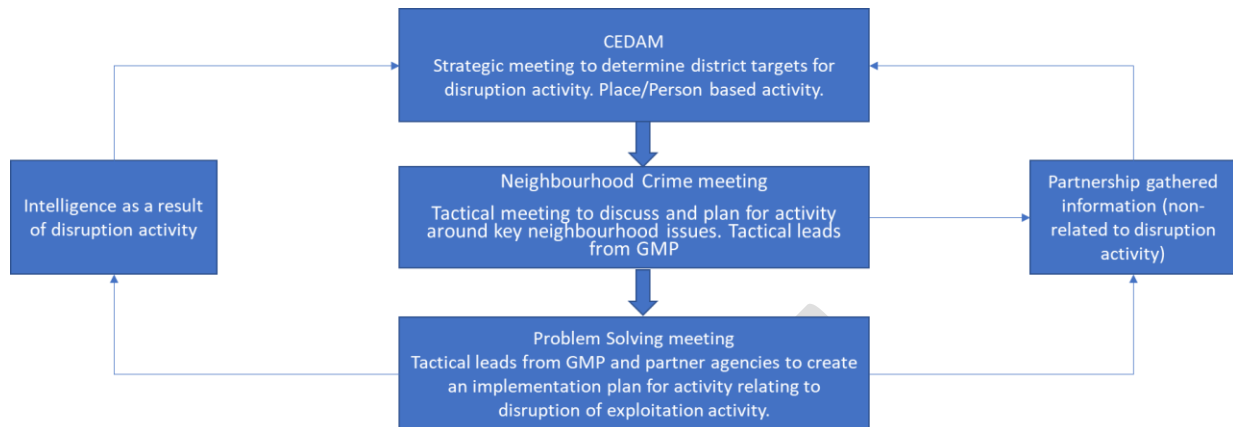 CEDAM
Strategic meeting to determine district targets for
disruption activity. Place/Person based activity.
Intelligence as a result
of disruption activity
Neighbourhood Crime meeting
Tactical meeting to discuss and plan for activity
around key neighbourhood issues. Tactical leads
from GMP
Partnership gathered
information (non-
related to disruption
activity)
Problem Solving meeting
Tactical leads from GMP and partner agencies to create
an implementation plan for activity relating to
disruption of exploitation activity.